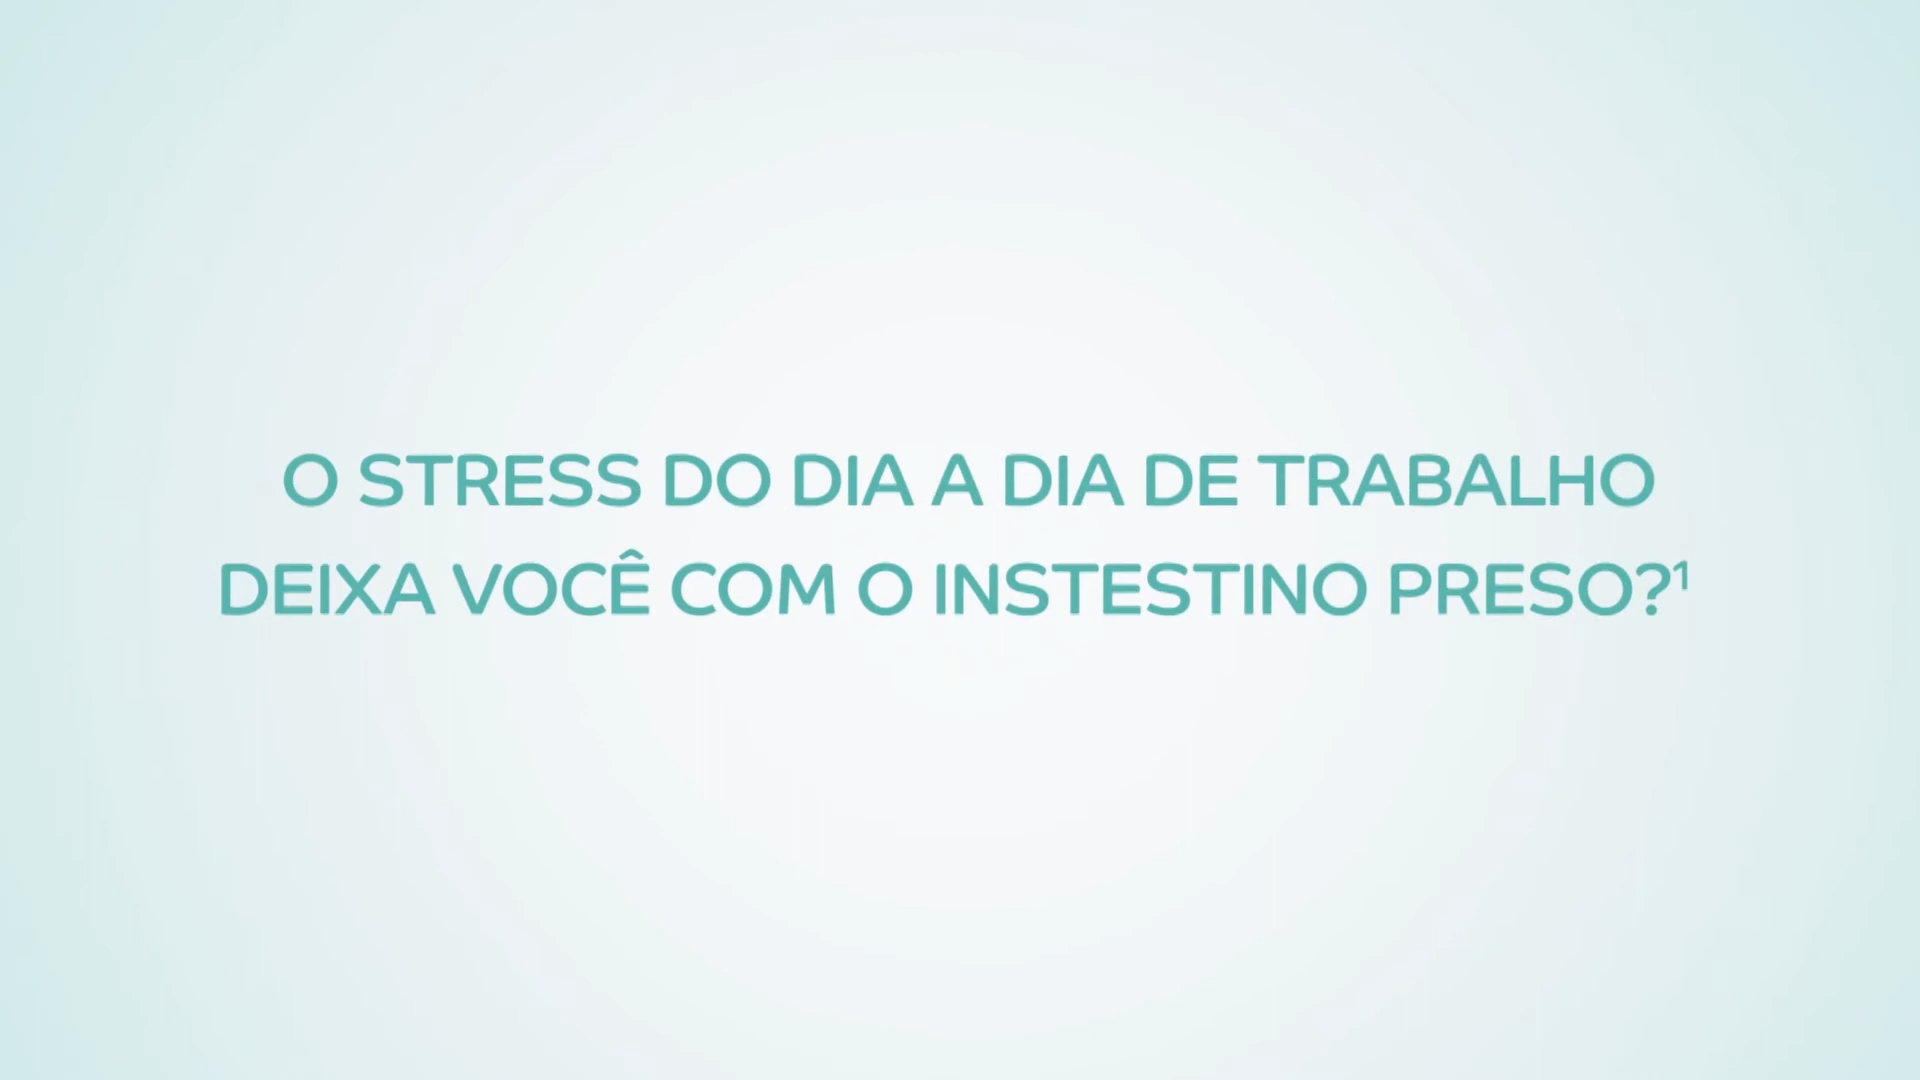 O STRESS DO DIA A DIA DE TRABALHO
DEIXA VOCÊ COM O INSTESTINO PRESO?¹